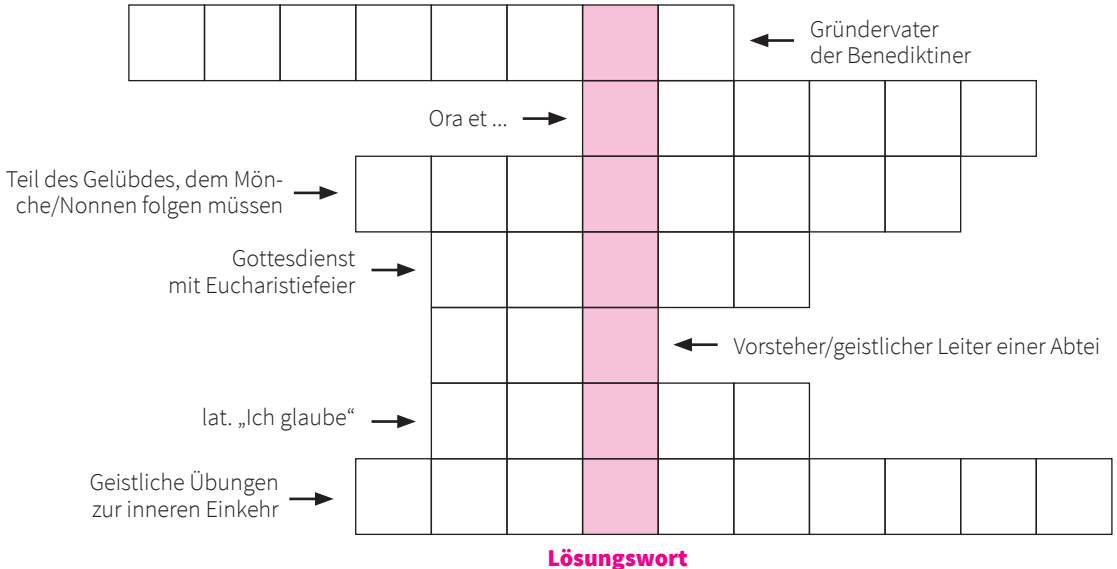 Gründervater
der Benediktiner
Ora et ...
Teil des Gelübdes, dem Mön-
che/Nonnen folgen müssen
Gottesdienst
mit Eucharistiefeier
Vorsteher/geistlicher Leiter einer Abtei
lat. „Ich glaube“
Geistliche Übungen
zur inneren Einkehr
Lösungswort